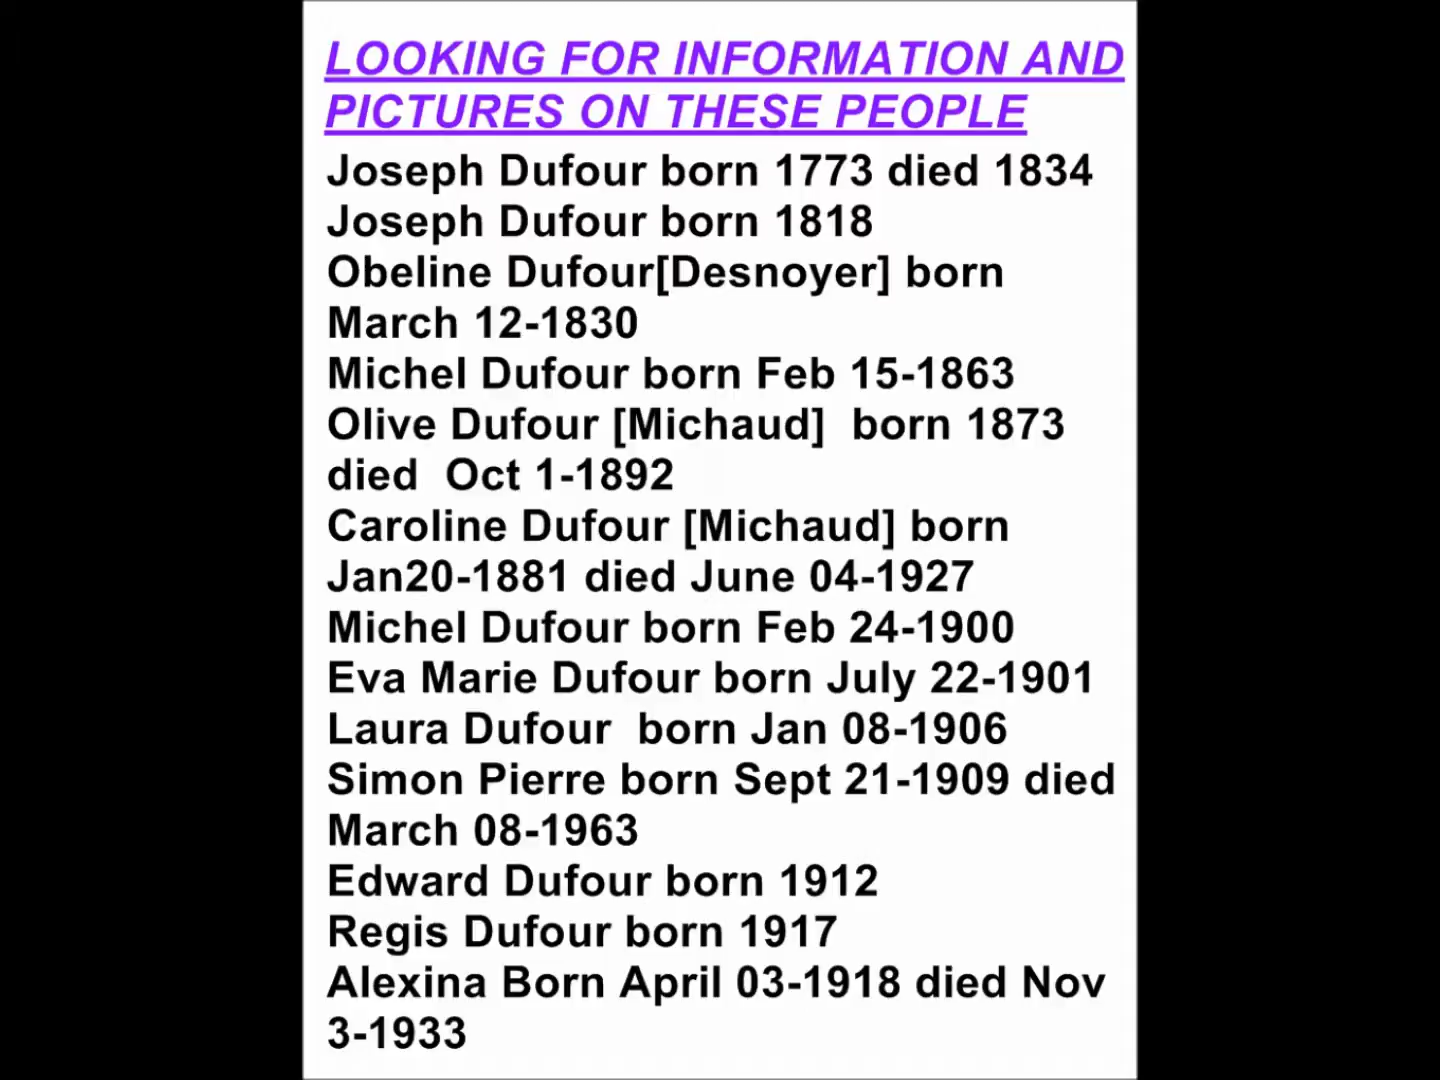 LOOKING FOR INFORMATION AND
PICTURES ON THESE PEOPLE
Joseph Dufour born 1773 died 1834
Joseph Dufour born 1818
Obeline Dufour[Desnoyer] born
March 12-1830
Michel Dufour born Feb 15-1863
Olive Dufour [Michaud]  born 1873
died  Oct 1-1892
Caroline Dufour [Michaud] born
Jan20-1881 died June 04-1927
Michel Dufour born Feb 24-1900
Eva Marie Dufour born July 22-1901
Laura Dufour  born Jan 08-1906
Simon Pierre born Sept 21-1909 died
March 08-1963
Edward Dufour born 1912
Regis Dufour born 1917
Alexina Born April 03-1918 died Nov
3-1933